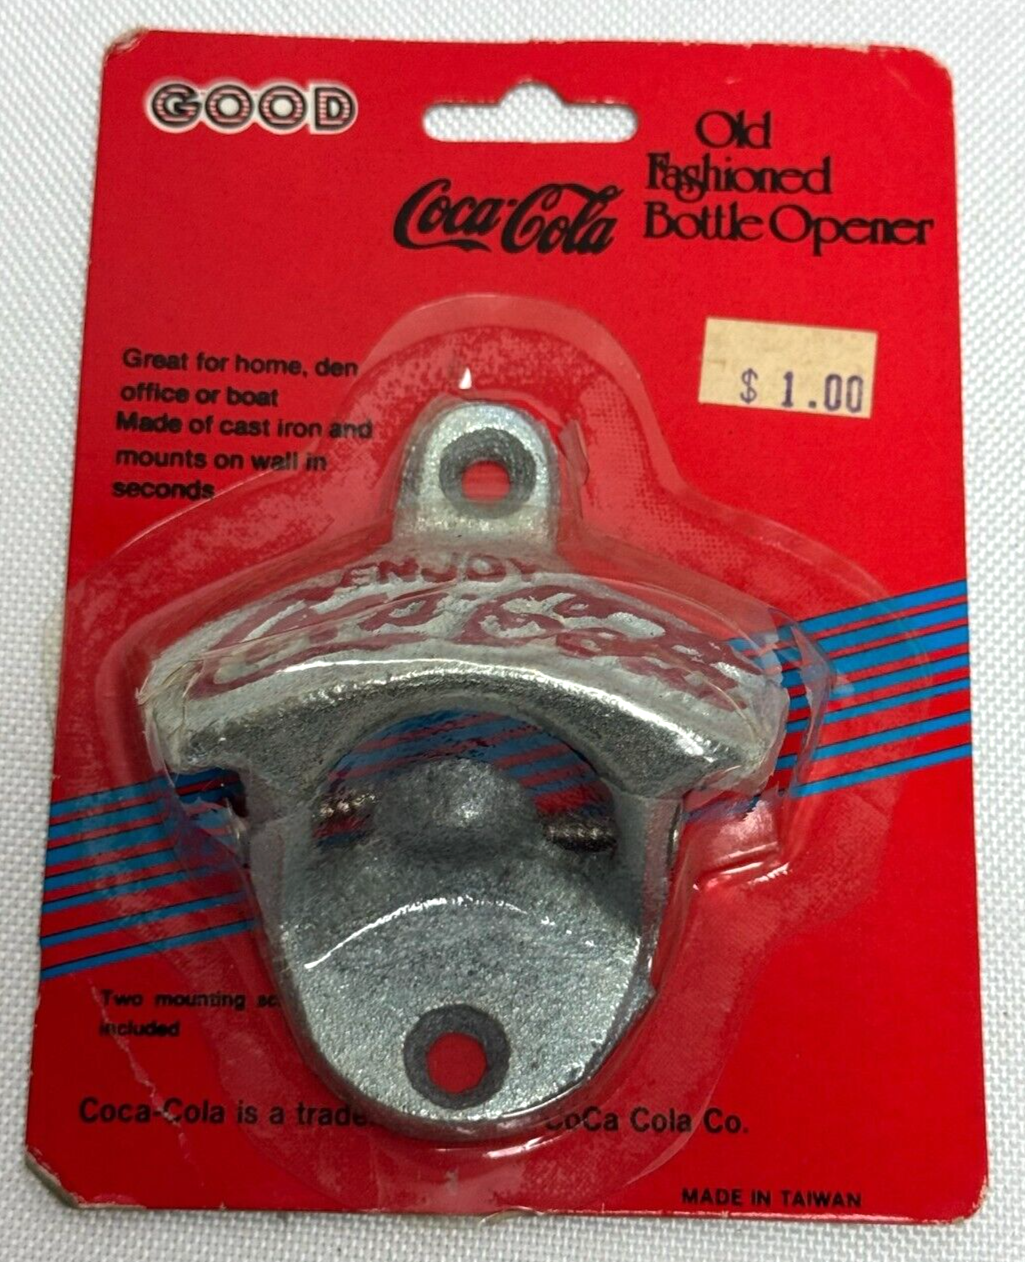 GOOD
Old
Fashioned
Coca-Cola
Bottle Opener
$ 1.00
Great for home, den
office or boat
Made of cast iron and
mounts on wall in
seconds
ENJOY
Coca-Cola
Two mounting
included
Coca-Cola is a trade
CoCa Cola Co.
MADE IN TAIWAN